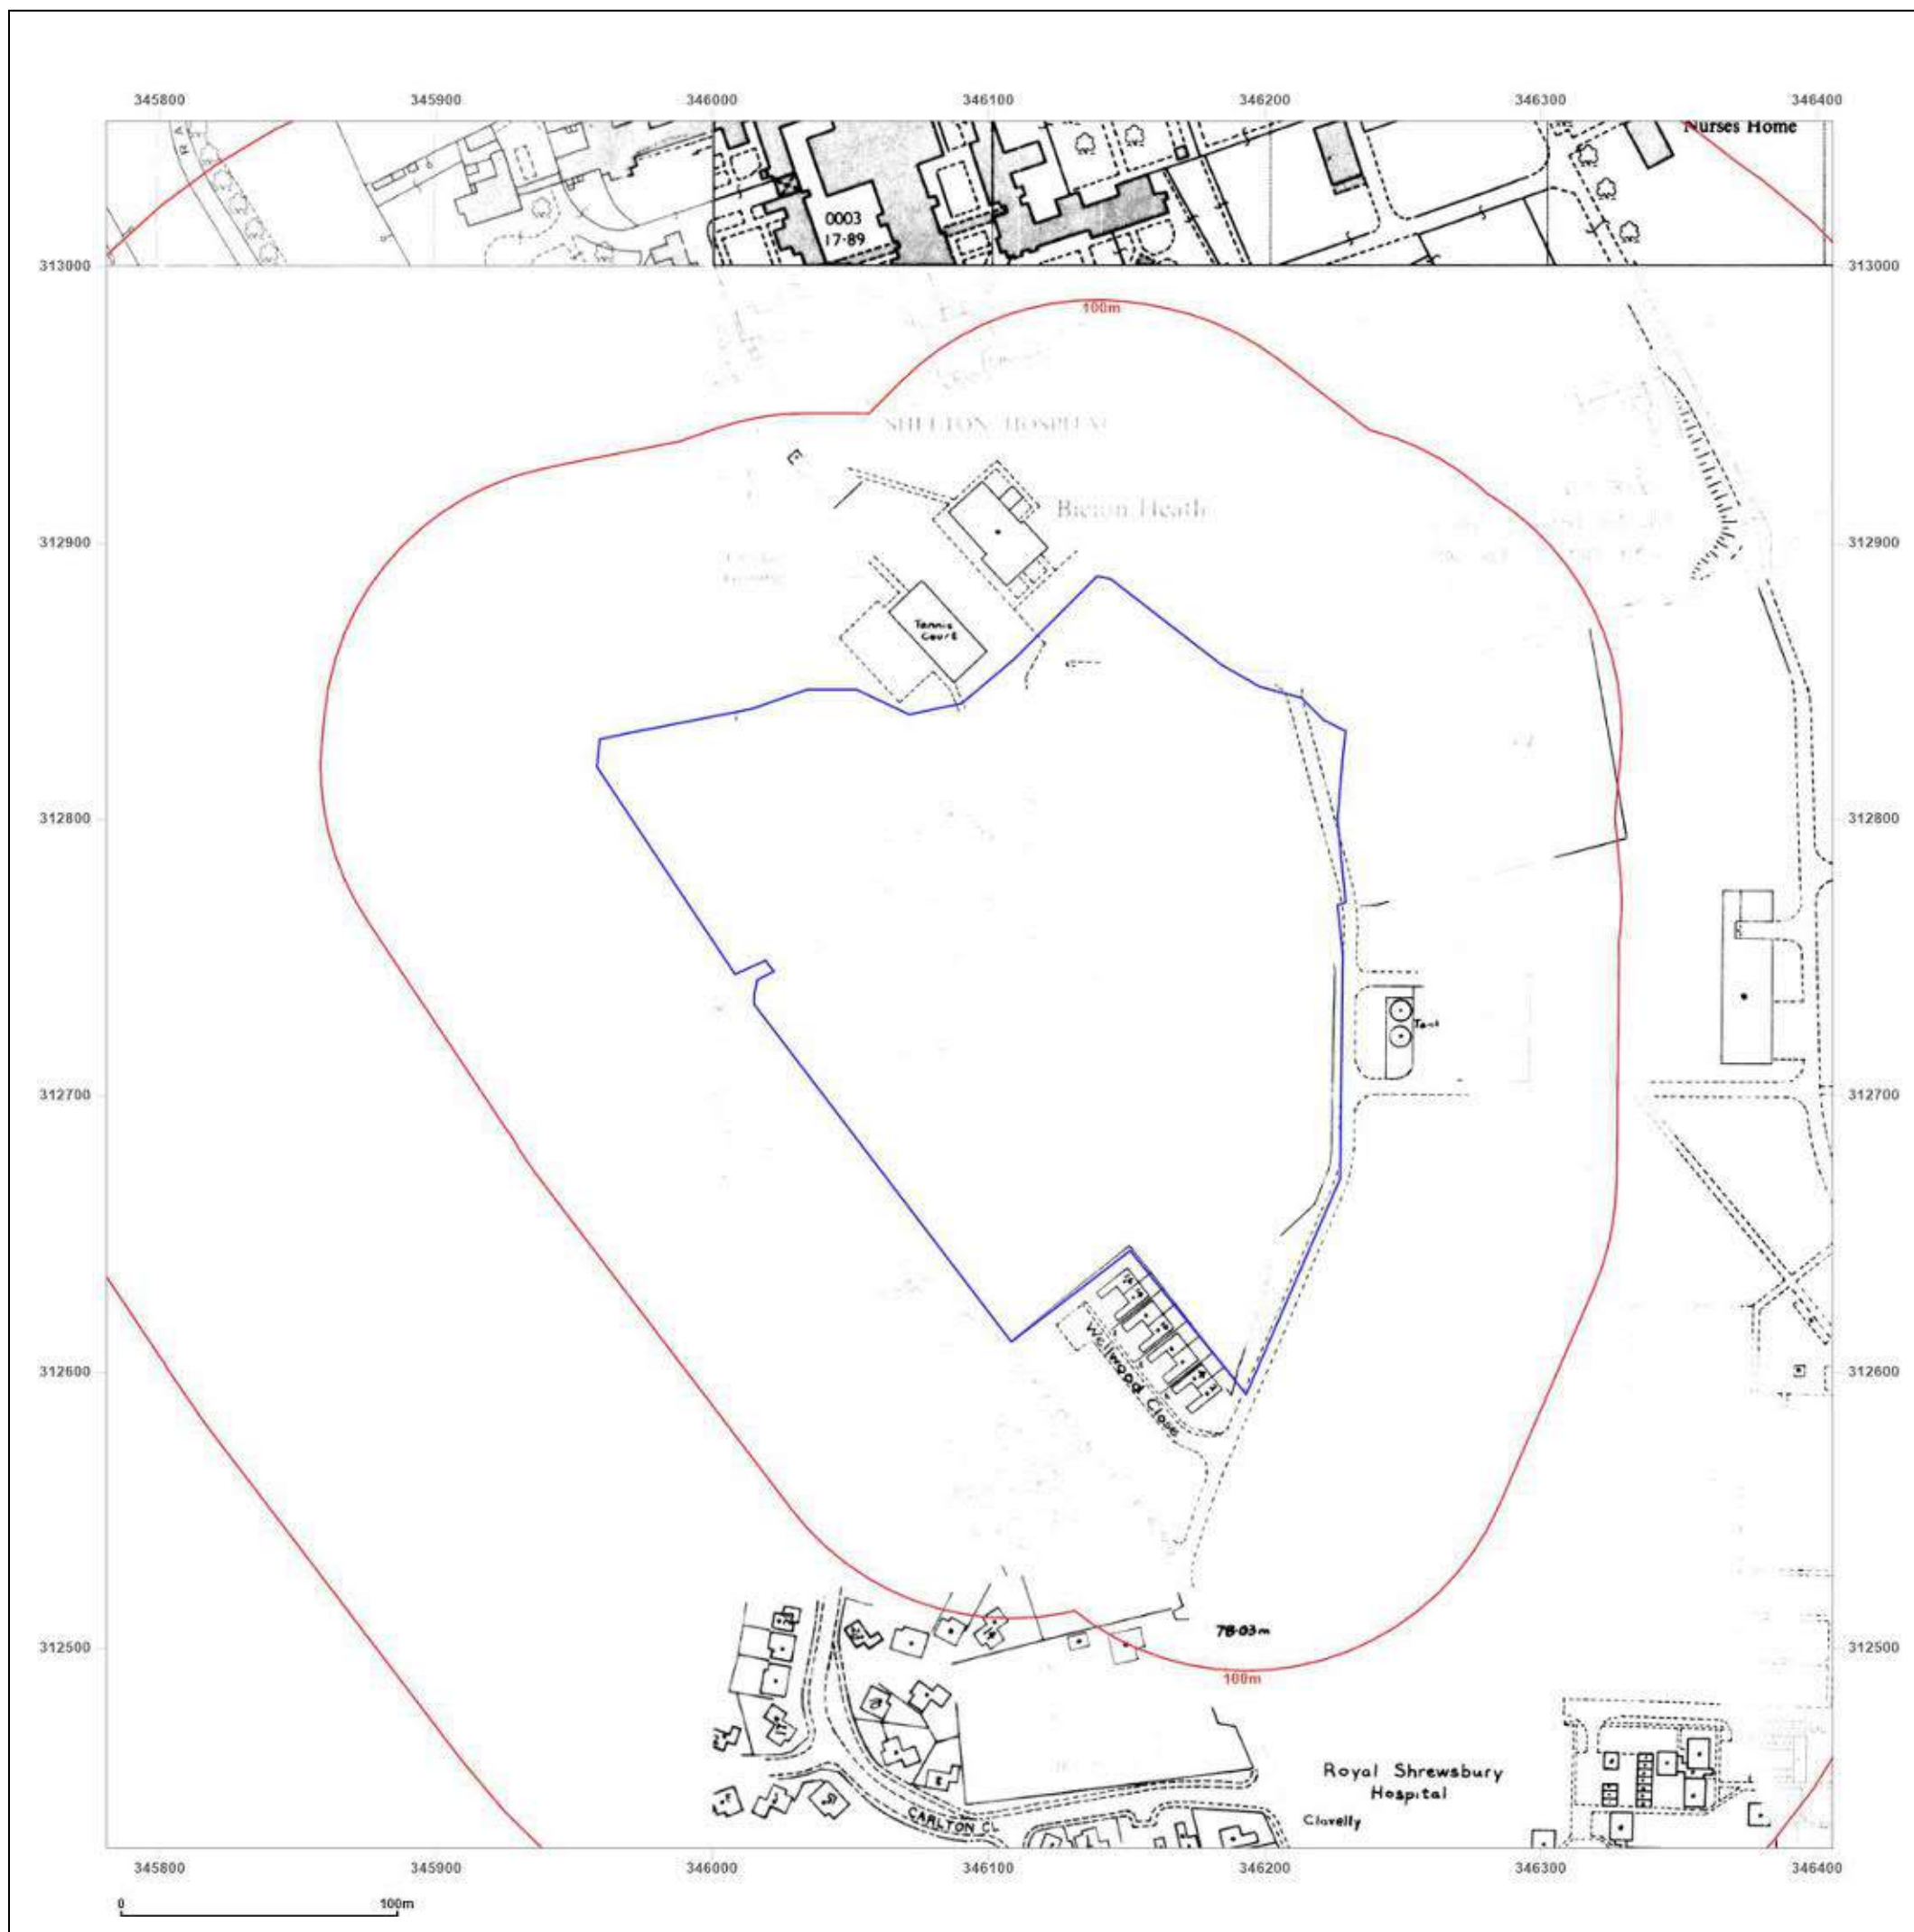 345800 345900 346000 346100 346200 346300 346400
Nurses Home
0003
17·89
313000 313000
100m
SHELTON HOSPITAL
Bicton Heath
312900 312900
Tennis
Court
312800 312800
Tank
312700 312700
Wellwood Close
312600 312600
78·03m
312500 312500
100m
Royal Shrewsbury
Hospital
Clovelly
CARLTON CL
345800 345900 346000 346100 346200 346300 346400
0 100m